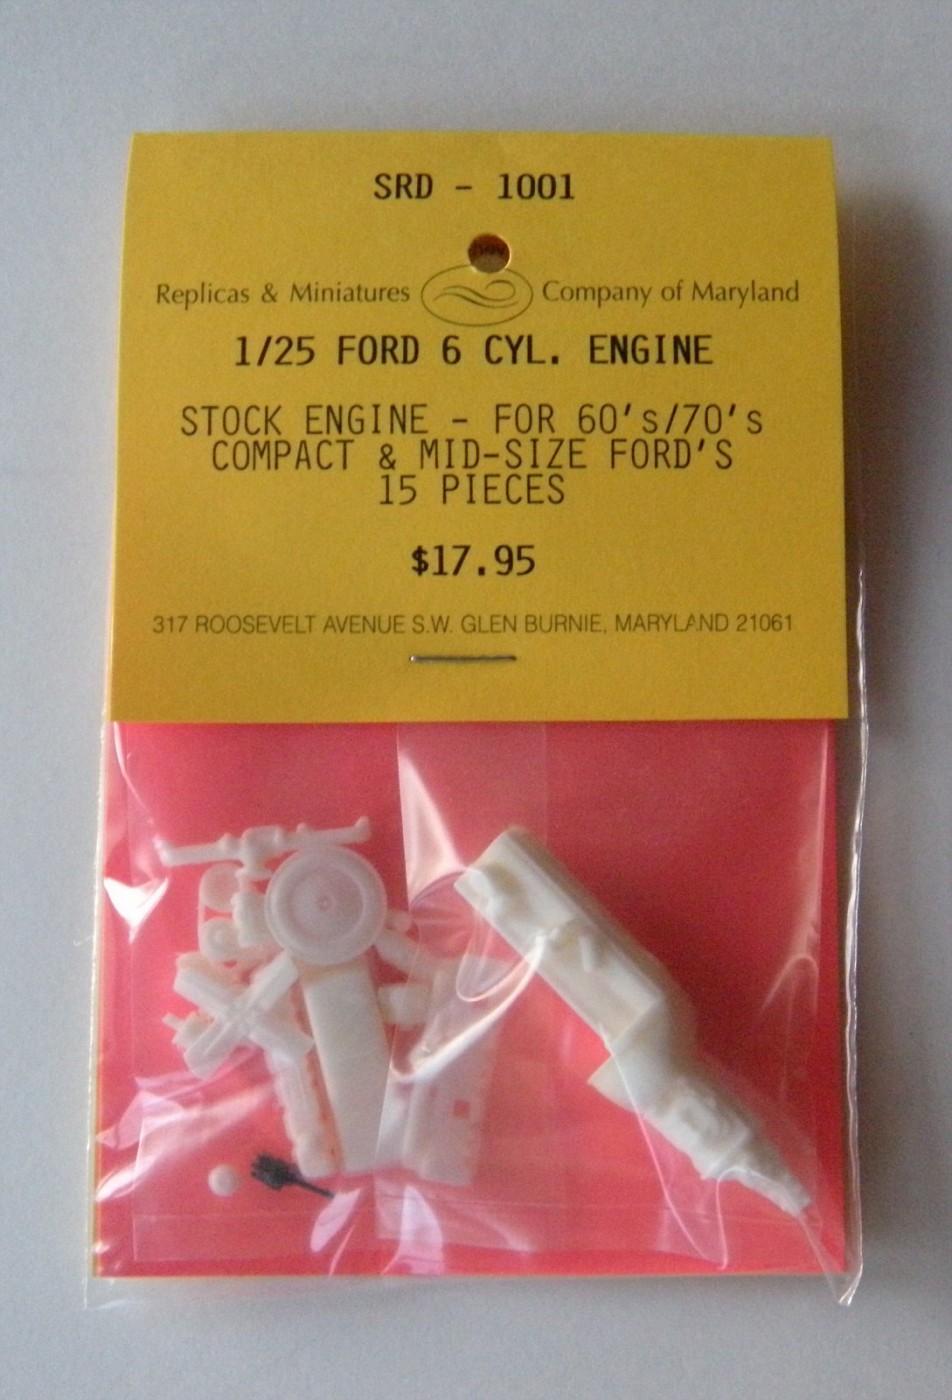 SRD - 1001
Replicas & Miniatures Company of Maryland
1/25 FORD 6 CYL. ENGINE
STOCK ENGINE - FOR 60's/70's
COMPACT & MID-SIZE FORD'S
15 PIECES
$17.95
317 ROOSEVELT AVENUE S.W. GLEN BURNIE, MARYLAND 21061